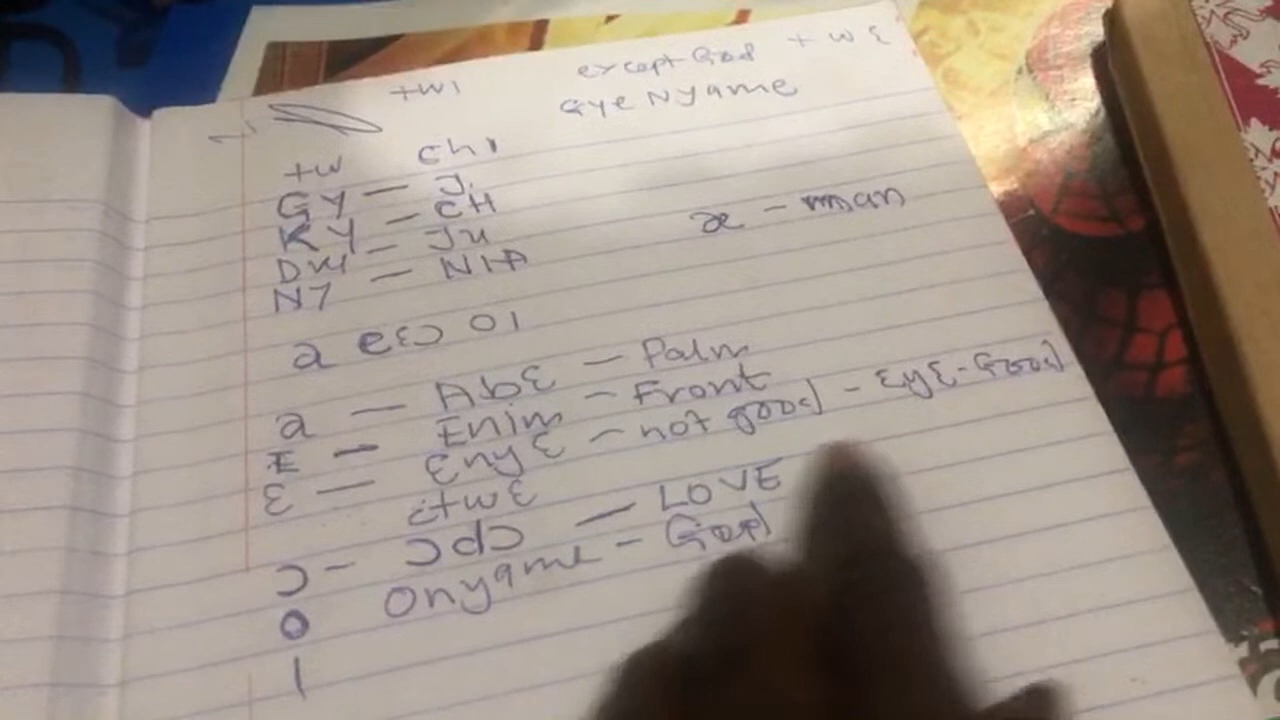 twi
except God twɛ
Gye Nyame
tw chi
Gy — J
Ky — CH
Dw — Ju
Ny — NIA
æ - man
a e ɛ ɔ o i
a — Abɛ — Palm
E — Enim — Front
ɛ — ɛnyɛ — not good - ɛyɛ - Good
ɛtwɛ
ɔ - ɔdɔ — LOVE
o Onyame - God
I